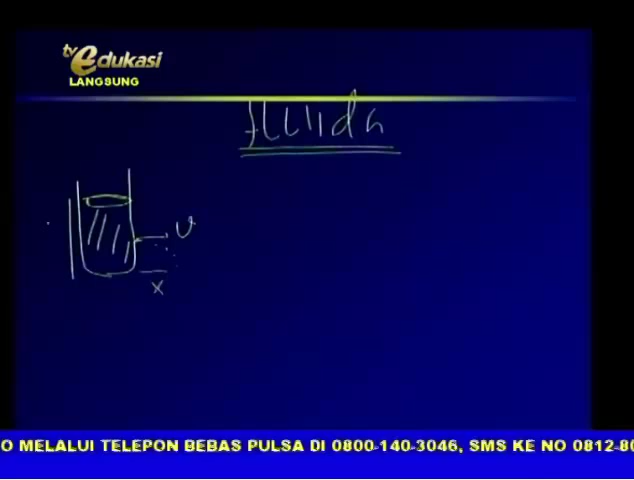 tv edukasi
LANGSUNG
fluida
v
x
O MELALUI TELEPON BEBAS PULSA DI 0800-140-3046, SMS KE NO 0812-80